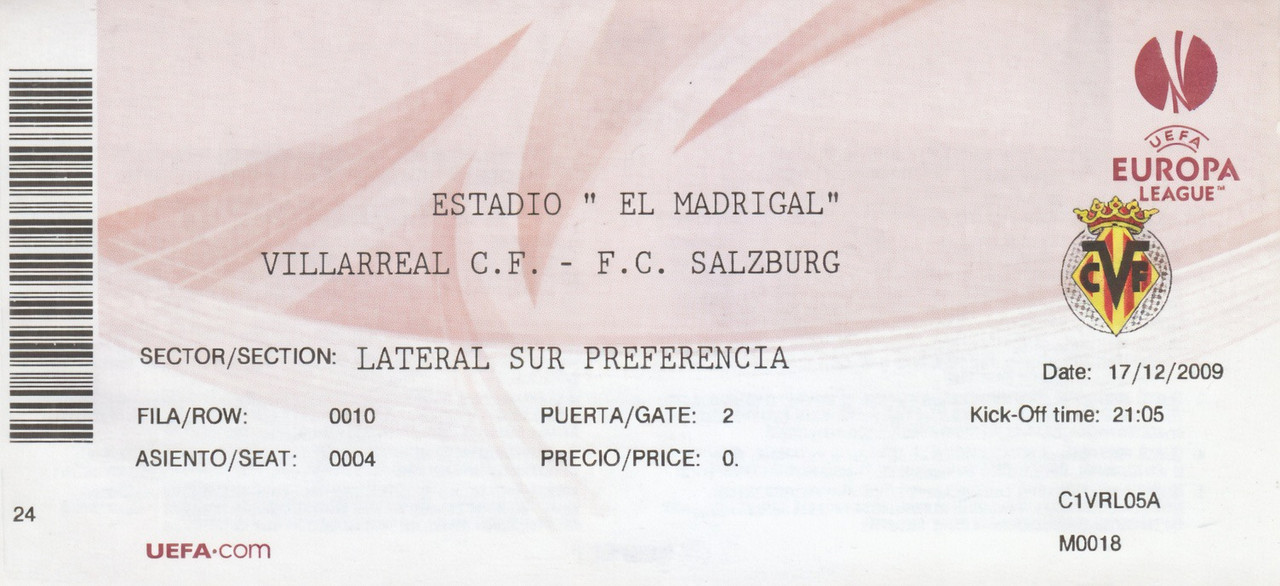 UEFA
EUROPA
LEAGUE™
ESTADIO " EL MADRIGAL"
VILLARREAL C.F. - F.C. SALZBURG
CVF
SECTOR/SECTION: LATERAL SUR PREFERENCIA
Date: 17/12/2009
FILA/ROW: 0010 PUERTA/GATE: 2 Kick-Off time: 21:05
ASIENTO/SEAT: 0004 PRECIO/PRICE: 0.
C1VRL05A
24
M0018
UEFA·com